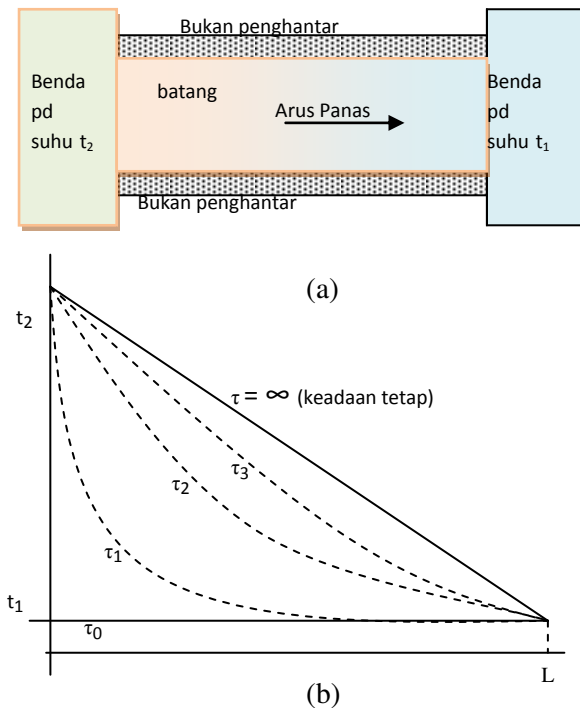 Bukan penghantar
Benda
pd
suhu t₂
batang
Arus Panas
Benda
pd
suhu t₁
Bukan penghantar
(a)
t₂
τ = ∞ (keadaan tetap)
τ₃
τ₂
τ₁
t₁
τ₀
L
(b)